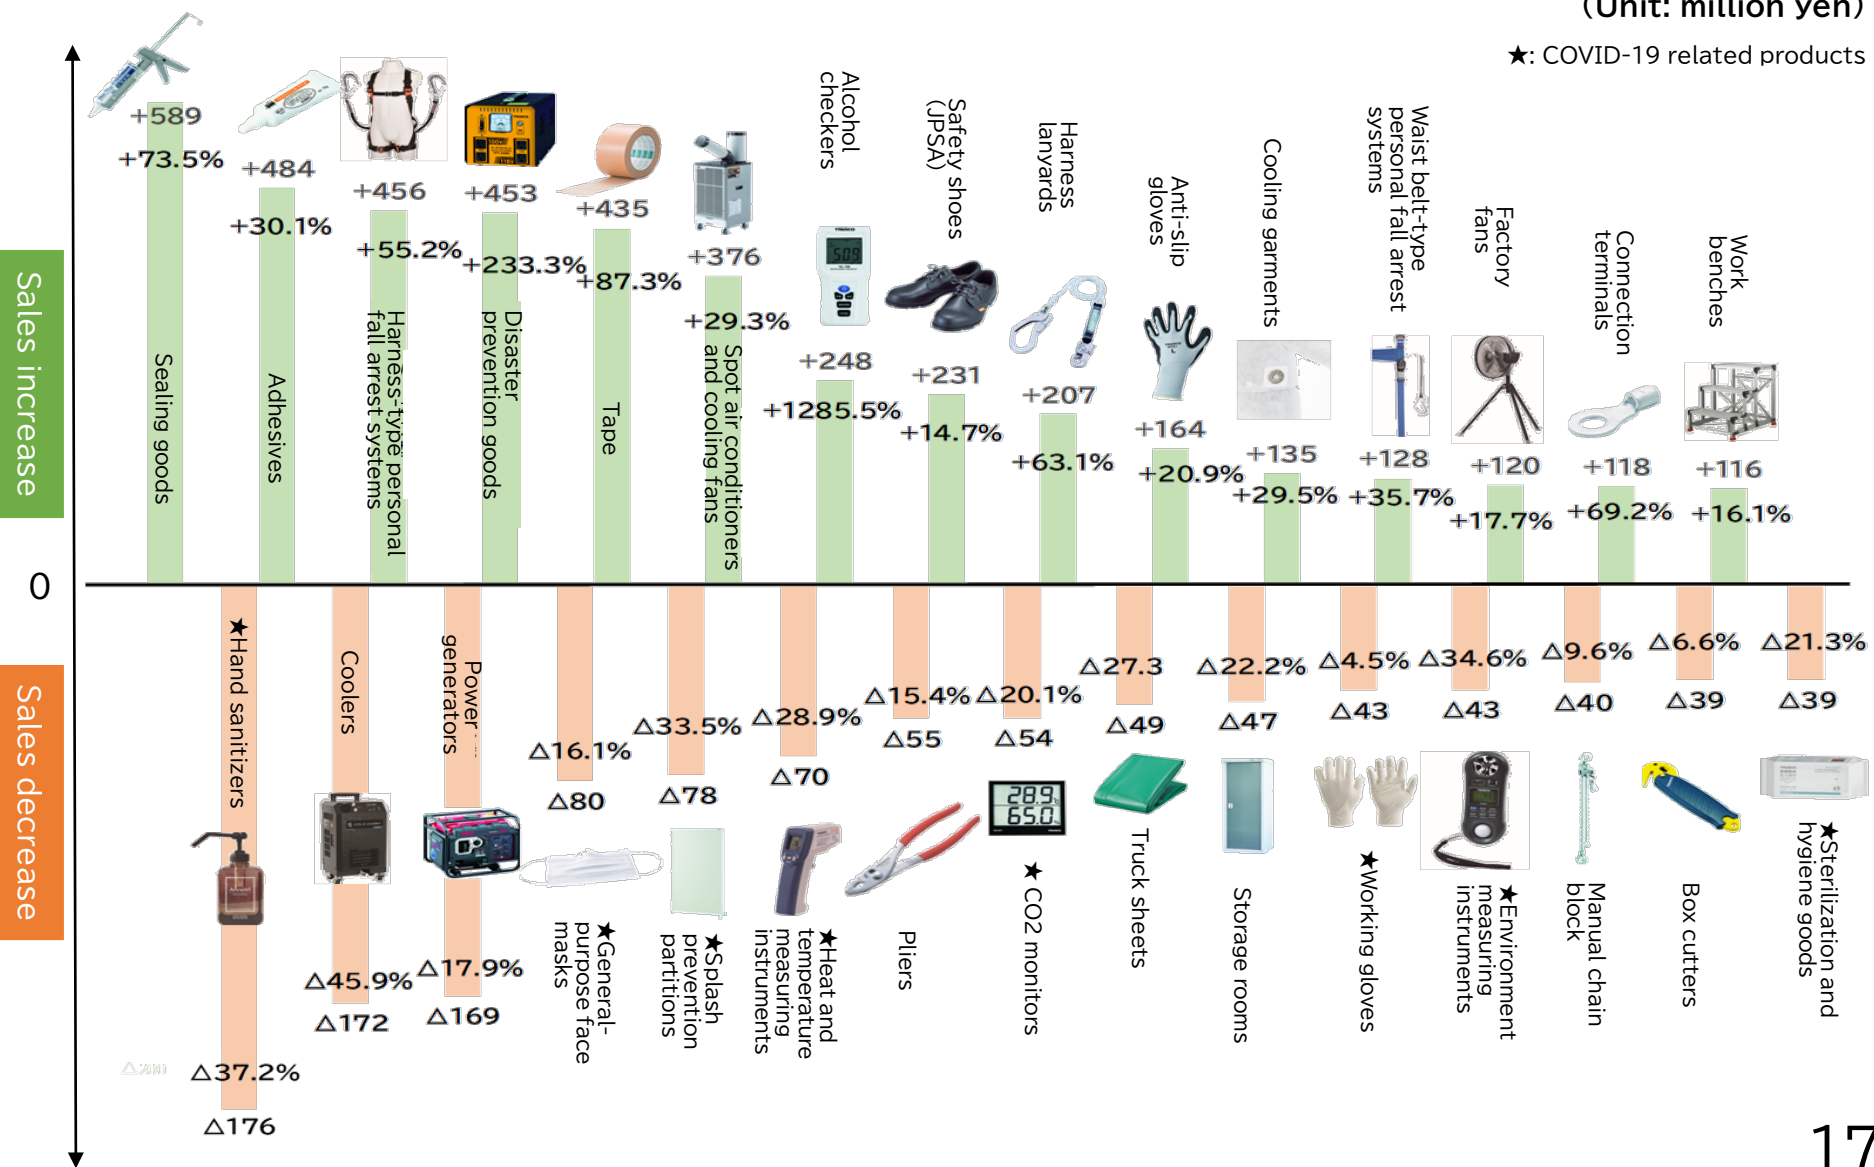 (Unit: million yen)
★: COVID-19 related products
Sales increase
0
Sales decrease
+589
+73.5%
Sealing goods
+484
+30.1%
Adhesives
+456
+55.2%
Harness-type personal
fall arrest systems
+453
+233.3%
Disaster
prevention goods
+435
+87.3%
Tape
+376
+29.3%
Spot air conditioners
and cooling fans
Alcohol
checkers
+248
+1285.5%
Safety shoes
(JPSA)
+231
+14.7%
Harness
lanyards
+207
+63.1%
Anti-slip
gloves
+164
+20.9%
Cooling garments
+135
+29.5%
Waist belt-type
personal fall arrest
systems
+128
+35.7%
Factory
fans
+120
+17.7%
Connection
terminals
+118
+69.2%
Work
benches
+116
+16.1%
★Hand sanitizers
△37.2%
△176
Coolers
△45.9%
△172
Power
generators
△17.9%
△169
△16.1%
△80
★General-
purpose face
masks
△33.5%
△78
★Splash
prevention
partitions
△28.9%
△70
★Heat and
temperature
measuring
instruments
△15.4%
△55
Pliers
△20.1%
△54
28.9
65.0
★ CO2 monitors
△27.3
△49
Truck sheets
△22.2%
△47
Storage rooms
△4.5%
△43
★Working gloves
△34.6%
△43
★Environment
measuring
instruments
△9.6%
△40
Manual chain
block
△6.6%
△39
Box cutters
△21.3%
△39
★Sterilization and
hygiene goods
17